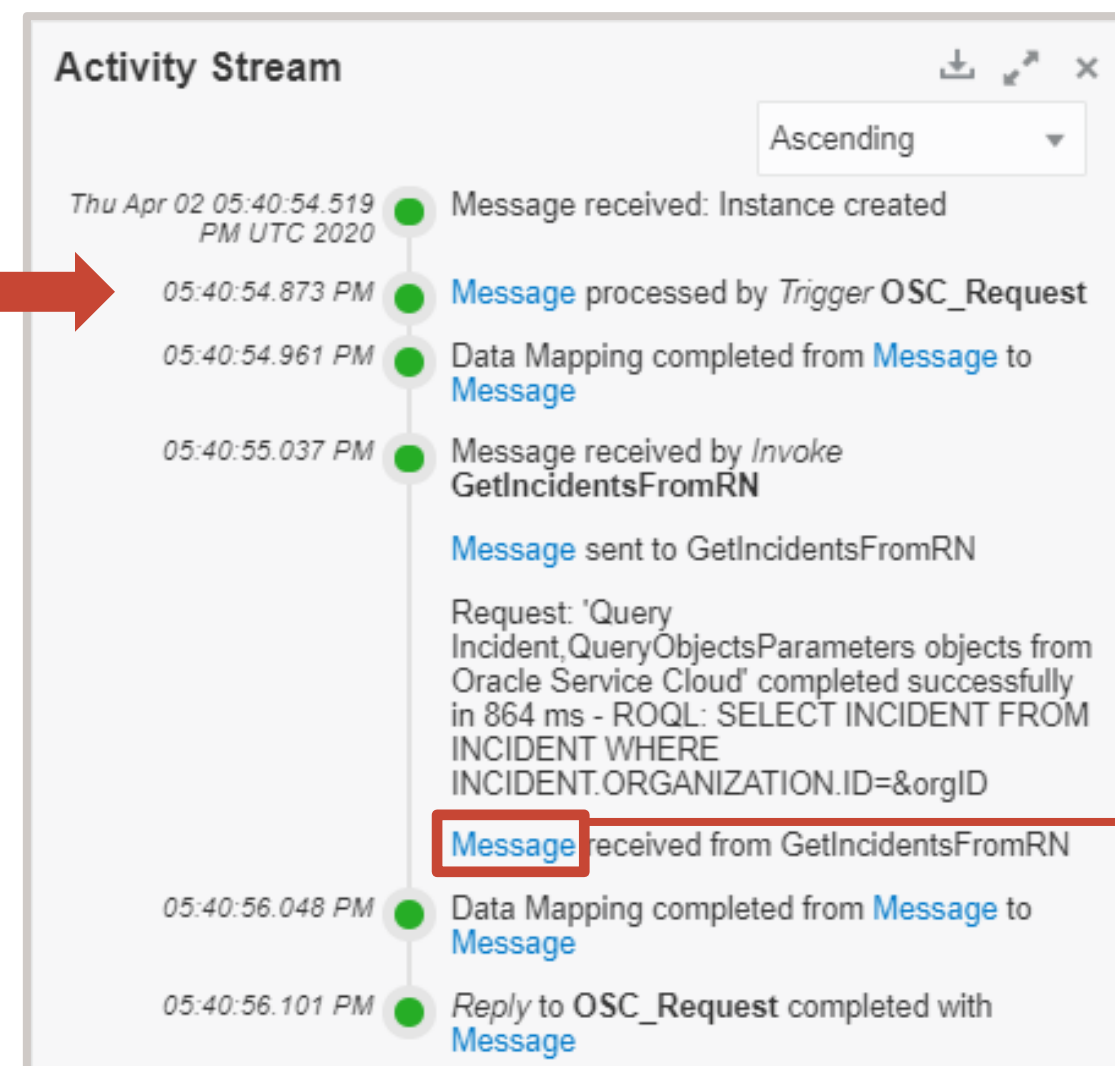 Activity Stream
Ascending
Thu Apr 02 05:40:54.519
PM UTC 2020
Message received: Instance created
05:40:54.873 PM
Message processed by Trigger OSC_Request
05:40:54.961 PM
Data Mapping completed from Message to
Message
05:40:55.037 PM
Message received by Invoke
GetIncidentsFromRN
Message sent to GetIncidentsFromRN
Request: 'Query
Incident,QueryObjectsParameters objects from
Oracle Service Cloud' completed successfully
in 864 ms - ROQL: SELECT INCIDENT FROM
INCIDENT WHERE
INCIDENT.ORGANIZATION.ID=&orgID
Message received from GetIncidentsFromRN
05:40:56.048 PM
Data Mapping completed from Message to
Message
05:40:56.101 PM
Reply to OSC_Request completed with
Message